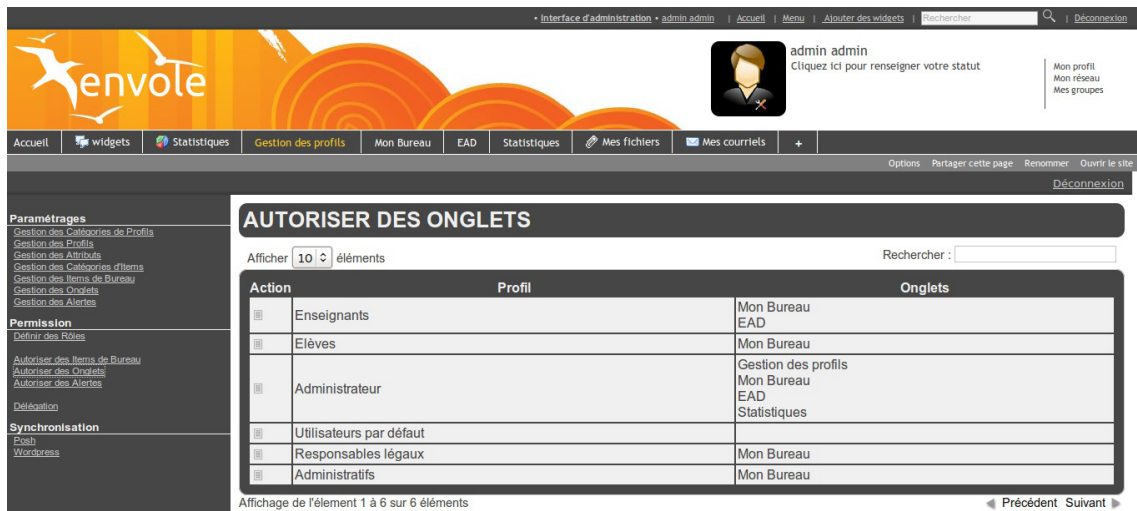 • Interface d'administration • admin admin | Accueil | Menu | Ajouter des widgets | Rechercher | Déconnexion
envole
admin admin
Cliquez ici pour renseigner votre statut
Mon profil
Mon réseau
Mes groupes
Accueil widgets Statistiques Gestion des profils Mon Bureau EAD Statistiques Mes fichiers Mes courriels +
Options Partager cette page Renommer Ouvrir le site
Déconnexion
Paramétrages
Gestion des Catégories de Profils
Gestion des Profils
Gestion des Attributs
Gestion des Catégories d'Items
Gestion des Items de Bureau
Gestion des Onglets
Gestion des Alertes
Permission
Définir des Rôles
Autoriser des Items de Bureau
Autoriser des Onglets
Autoriser des Alertes
Délégation
Synchronisation
Posh
Wordpress
AUTORISER DES ONGLETS
Afficher 10 éléments Rechercher :
Action Profil Onglets
Enseignants Mon Bureau
EAD
Elèves Mon Bureau
Administrateur Gestion des profils
Mon Bureau
EAD
Statistiques
Utilisateurs par défaut
Responsables légaux Mon Bureau
Administratifs Mon Bureau
Affichage de l'élement 1 à 6 sur 6 éléments Précédent Suivant